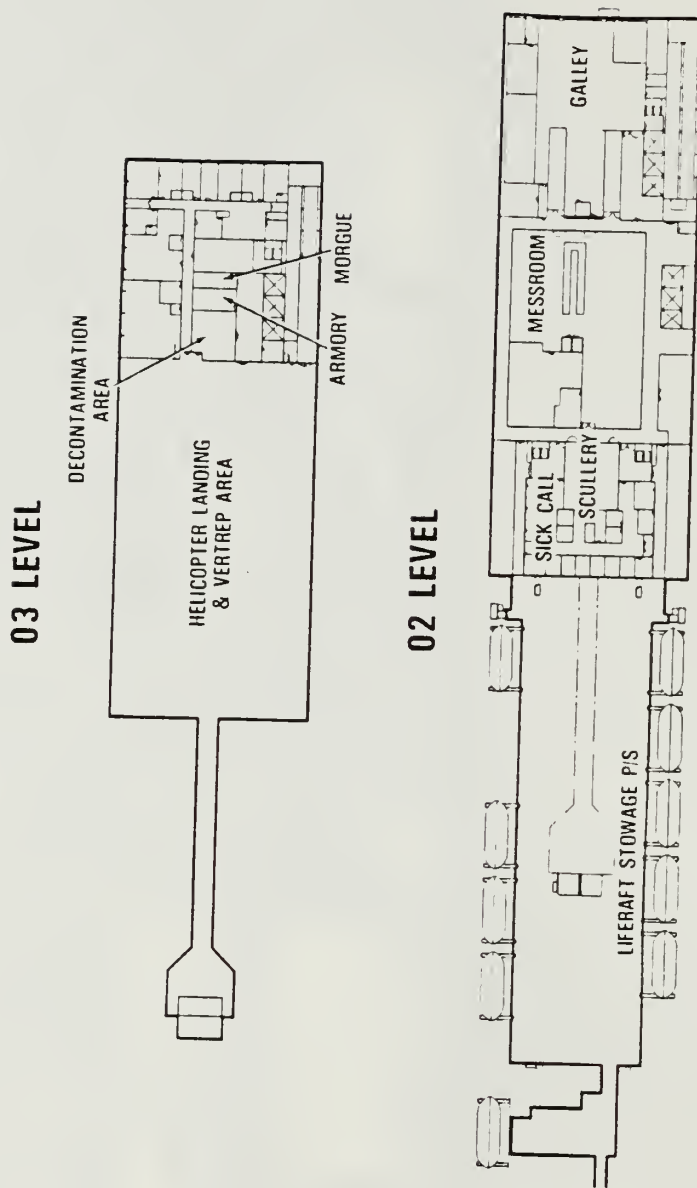 03 LEVEL
DECONTAMINATION
AREA
HELICOPTER LANDING
& VERTREP AREA
ARMORY
MORGUE
02 LEVEL
LIFERAFT STOWAGE P/S
SICK CALL
SCULLERY
MESSROOM
GALLEY